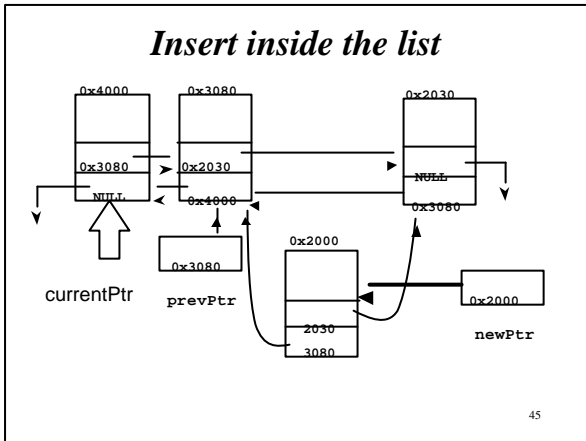 Insert inside the list
0x4000
0x3080
0x2030
0x3080
0x2030
NULL
NULL
0x4000
0x3080
0x2000
0x3080
currentPtr
prevPtr
0x2000
2030
newPtr
3080
45